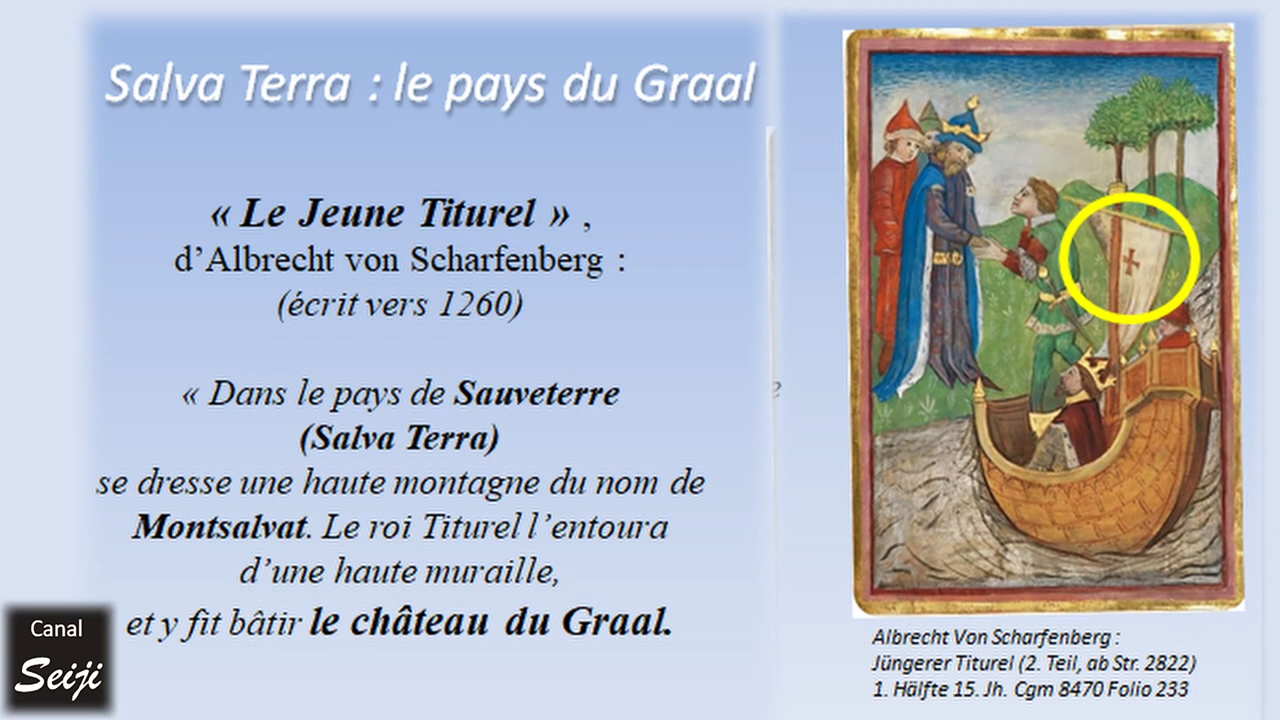 Salva Terra : le pays du Graal
« Le Jeune Titurel » ,
d’Albrecht von Scharfenberg :
(écrit vers 1260)
« Dans le pays de Sauveterre
(Salva Terra)
se dresse une haute montagne du nom de
Montsalvat. Le roi Titurel l’entoura
d’une haute muraille,
et y fit bâtir le château du Graal.
e
Canal
Seiji
Albrecht Von Scharfenberg :
Jüngerer Titurel (2. Teil, ab Str. 2822)
1. Hälfte 15. Jh. Cgm 8470 Folio 233